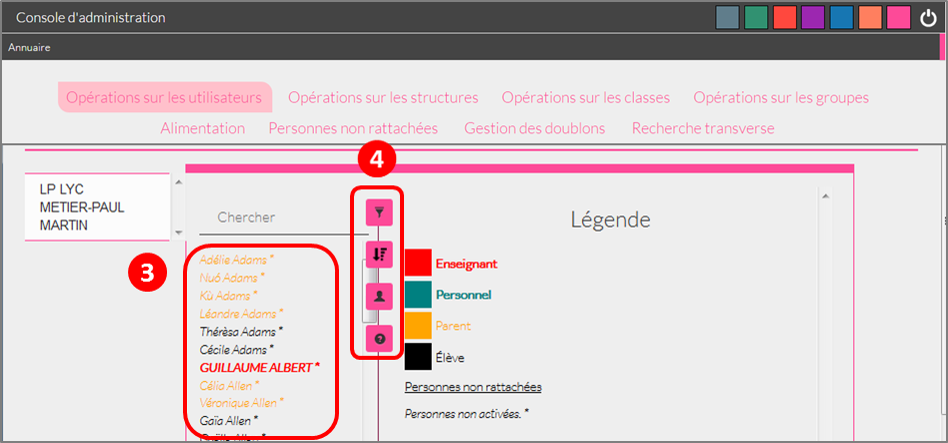 Console d'administration
Annuaire
Opérations sur les utilisateurs
Opérations sur les structures
Opérations sur les classes
Opérations sur les groupes
Alimentation
Personnes non rattachées
Gestion des doublons
Recherche transverse
4
LP LYC
METIER-PAUL
MARTIN
Chercher
3
Adélie Adams *
Nuó Adams *
Kù Adams *
Léandre Adams *
Thérèsa Adams *
Cécile Adams *
GUILLAUME ALBERT *
Célia Allen *
Véronique Allen *
Gaïa Allen *
Légende
Enseignant
Personnel
Parent
Élève
Personnes non rattachées
Personnes non activées. *